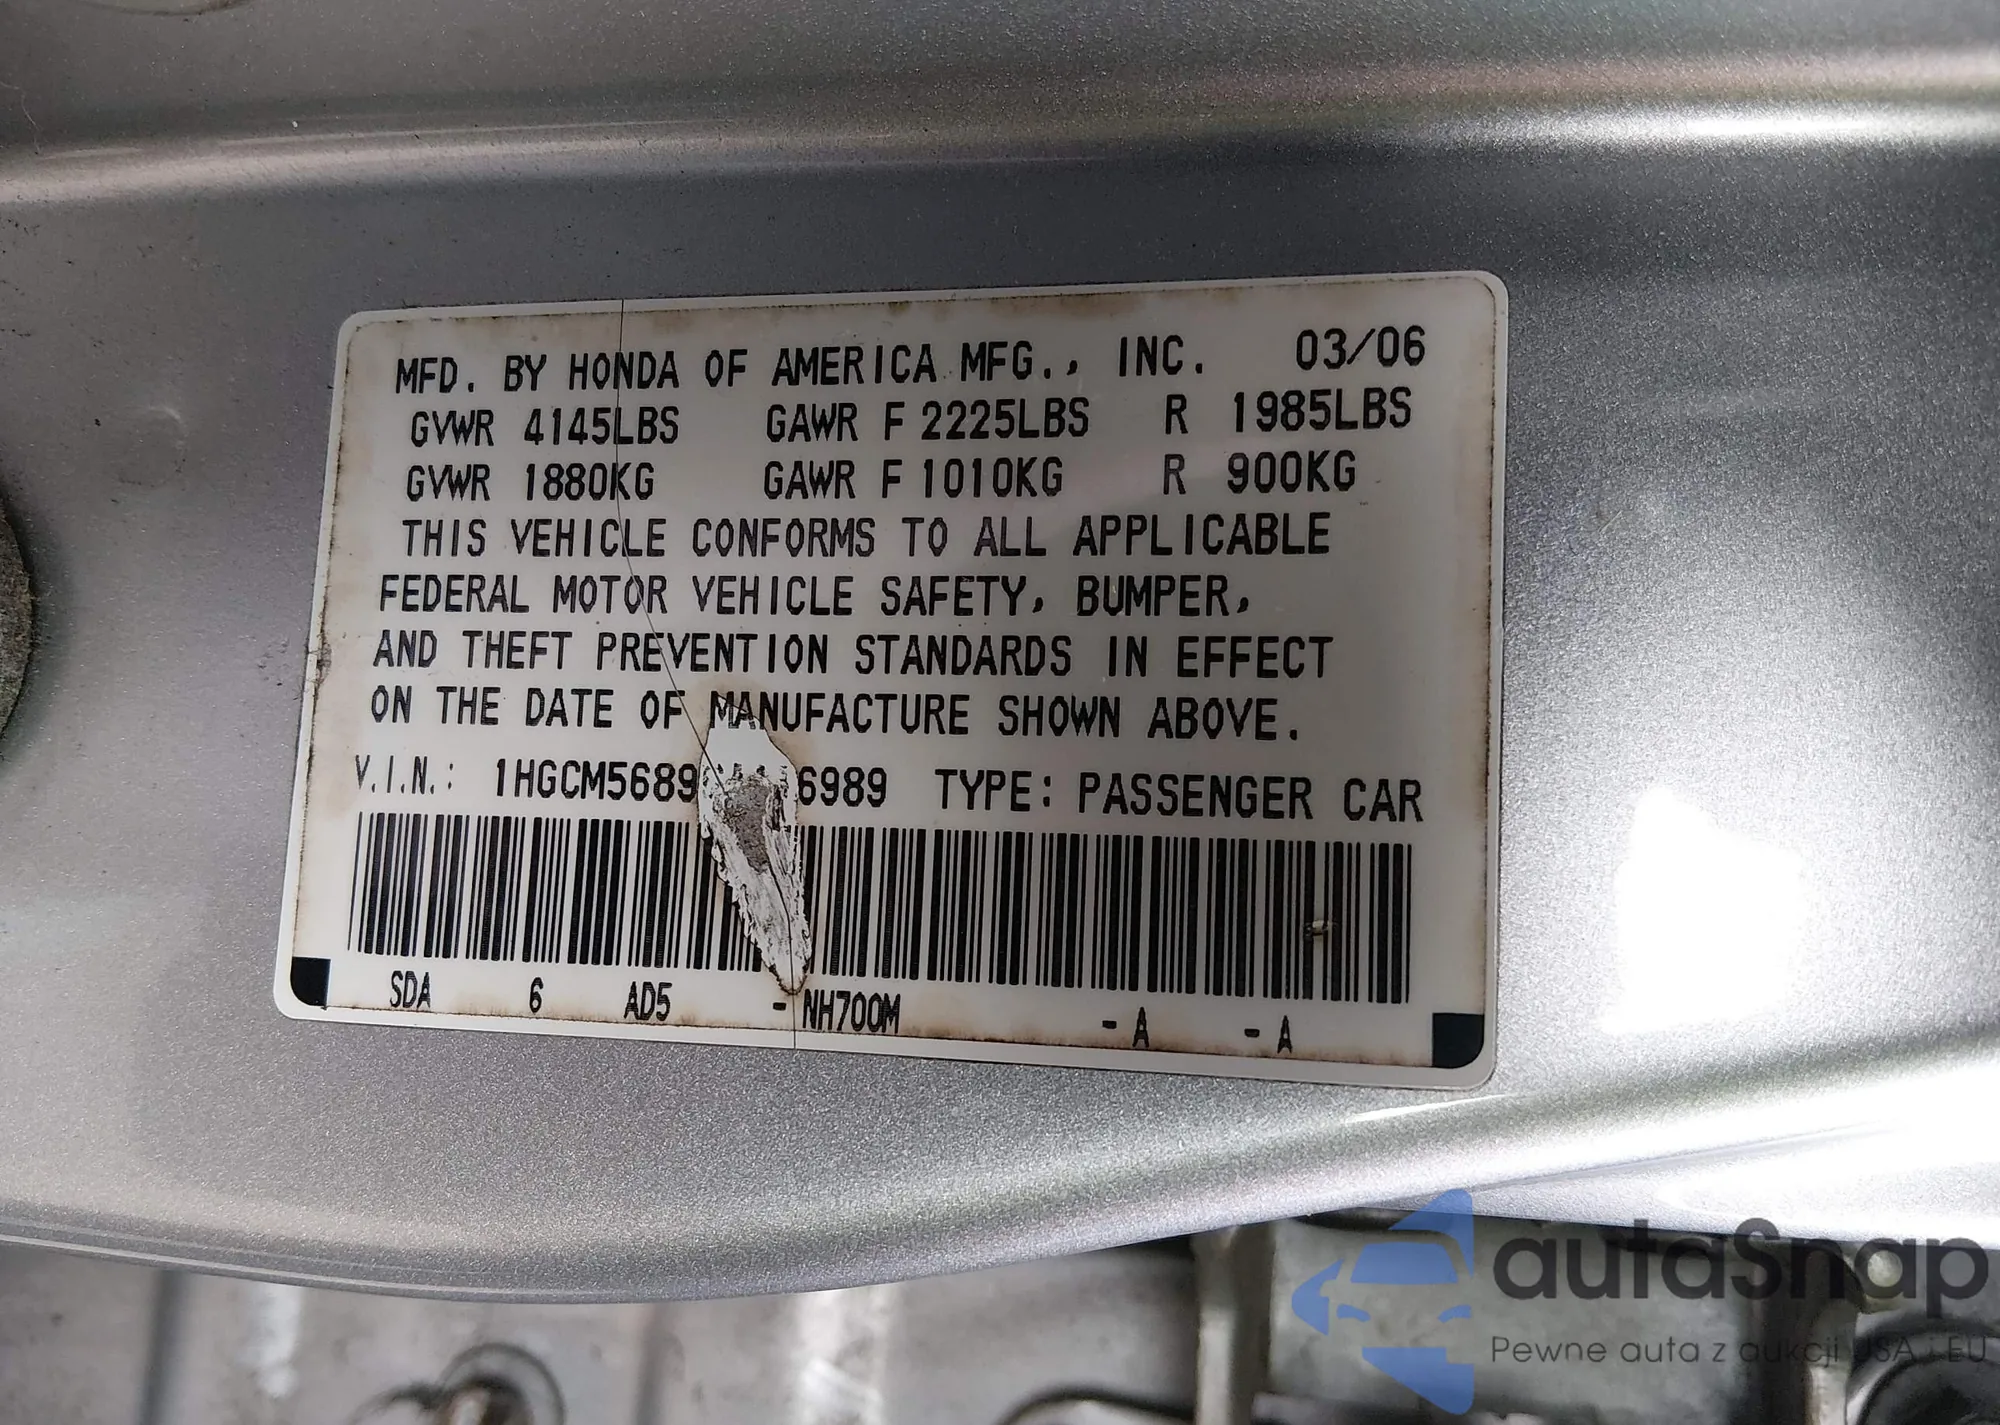 MFD. BY HONDA OF AMERICA MFG., INC. 03/06
GVWR 4145LBS GAWR F 2225LBS R 1985LBS
GVWR 1880KG GAWR F 1010KG R 900KG
THIS VEHICLE CONFORMS TO ALL APPLICABLE
FEDERAL MOTOR VEHICLE SAFETY, BUMPER,
AND THEFT PREVENTION STANDARDS IN EFFECT
ON THE DATE OF MANUFACTURE SHOWN ABOVE.
V.I.N.: TYPE: PASSENGER CAR
SDA 6 AD5 - NH700M - A - A
autaSnap
Pewne auta z aukcji USA i EU